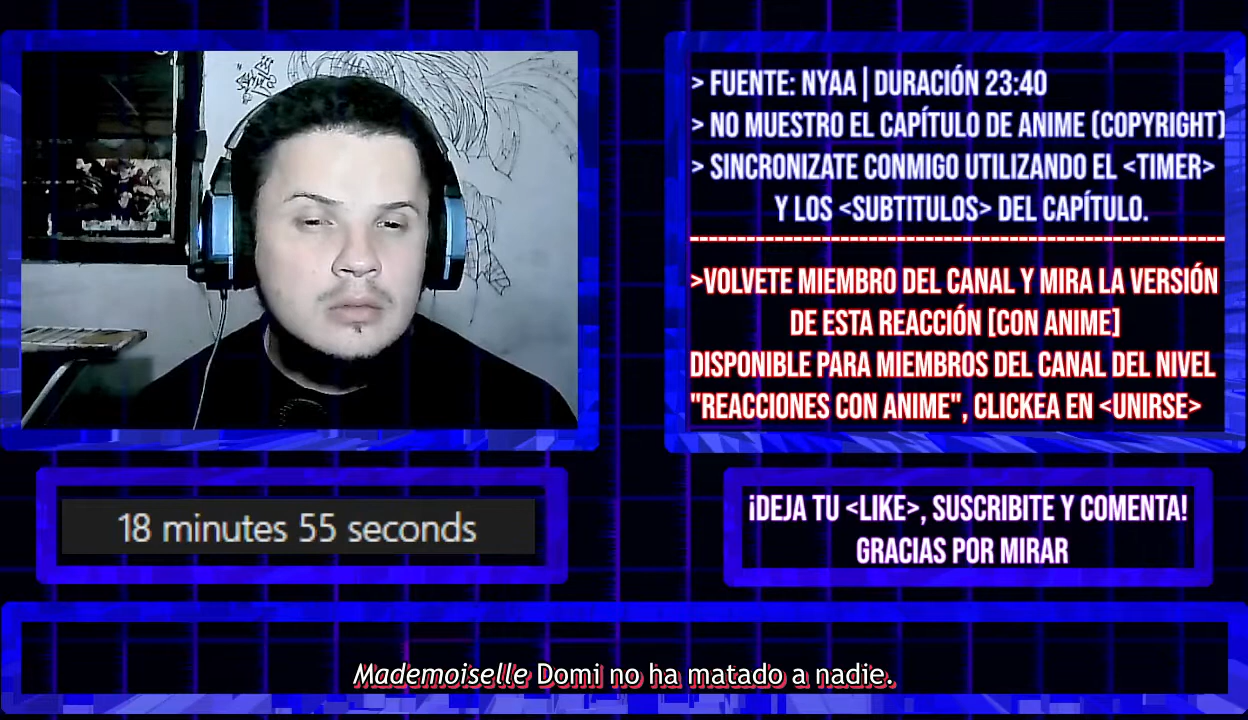 > FUENTE: NYAA | DURACIÓN 23:40
> NO MUESTRO EL CAPÍTULO DE ANIME (COPYRIGHT)
> SINCRONIZATE CONMIGO UTILIZANDO EL <TIMER>
Y LOS <SUBTITULOS> DEL CAPÍTULO.
>VOLVETE MIEMBRO DEL CANAL Y MIRA LA VERSIÓN
DE ESTA REACCIÓN [CON ANIME]
DISPONIBLE PARA MIEMBROS DEL CANAL DEL NIVEL
"REACCIONES CON ANIME", CLICKEA EN <UNIRSE>
18 minutes 55 seconds
¡DEJA TU <LIKE>, SUSCRIBITE Y COMENTA!
GRACIAS POR MIRAR
Mademoiselle Domi no ha matado a nadie.